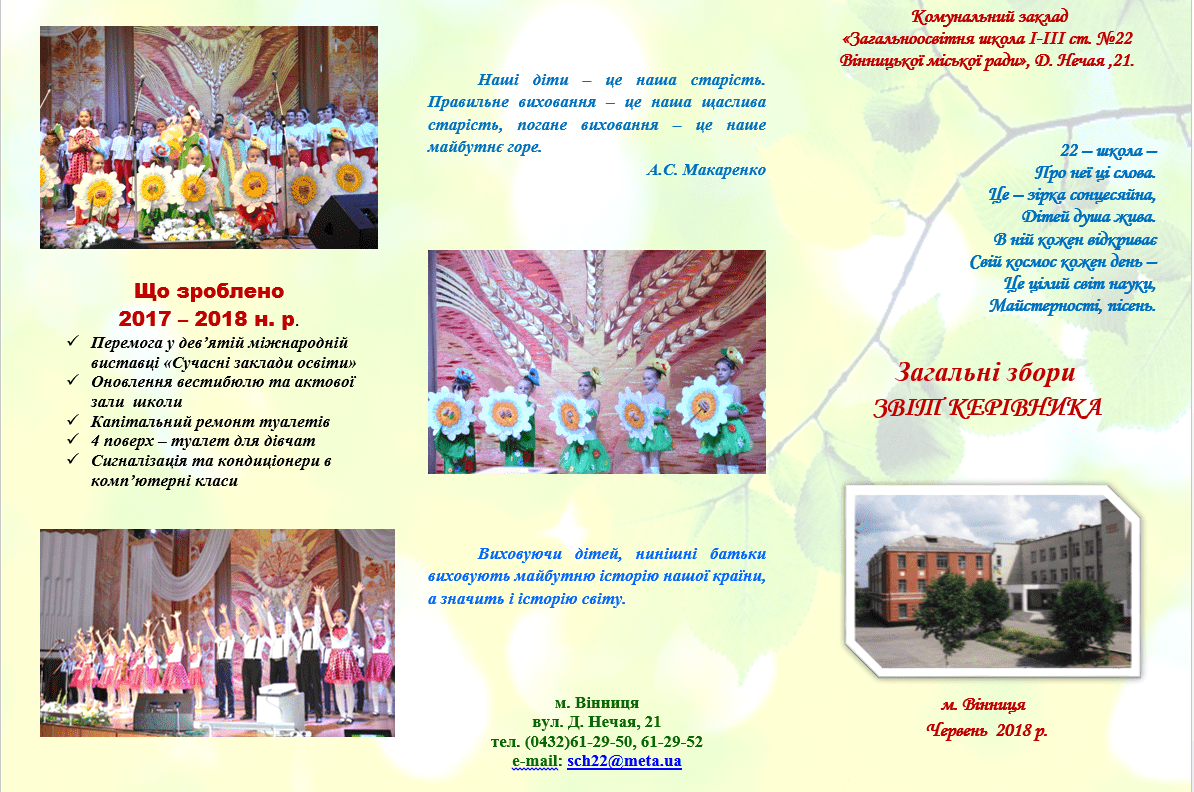 Що зроблено
2017 – 2018 н. р.
✓ Перемога у дев’ятій міжнародній
виставці «Сучасні заклади освіти»
✓ Оновлення вестибюлю та актової
зали школи
✓ Капітальний ремонт туалетів
✓ 4 поверх – туалет для дівчат
✓ Сигналізація та кондиціонери в
комп’ютерні класи
Наші діти – це наша старість.
Правильне виховання – це наша щаслива
старість, погане виховання – це наше
майбутнє горе.
А.С. Макаренко
Виховуючи дітей, нинішні батьки
виховують майбутню історію нашої країни,
а значить і історію світу.
м. Вінниця
вул. Д. Нечая, 21
тел. (0432)61-29-50, 61-29-52
e-mail: sch22@meta.ua
Комунальний заклад
«Загальноосвітня школа І-ІІІ ст. №22
Вінницької міської ради», Д. Нечая ,21.
22 – школа –
Про неї ці слова.
Це – зірка сонцесяйна,
Дітей душа жива.
В ній кожен відкриває
Свій космос кожен день –
Це цілий світ науки,
Майстерності, пісень.
Загальні збори
ЗВІТ КЕРІВНИКА
м. Вінниця
Червень 2018 р.